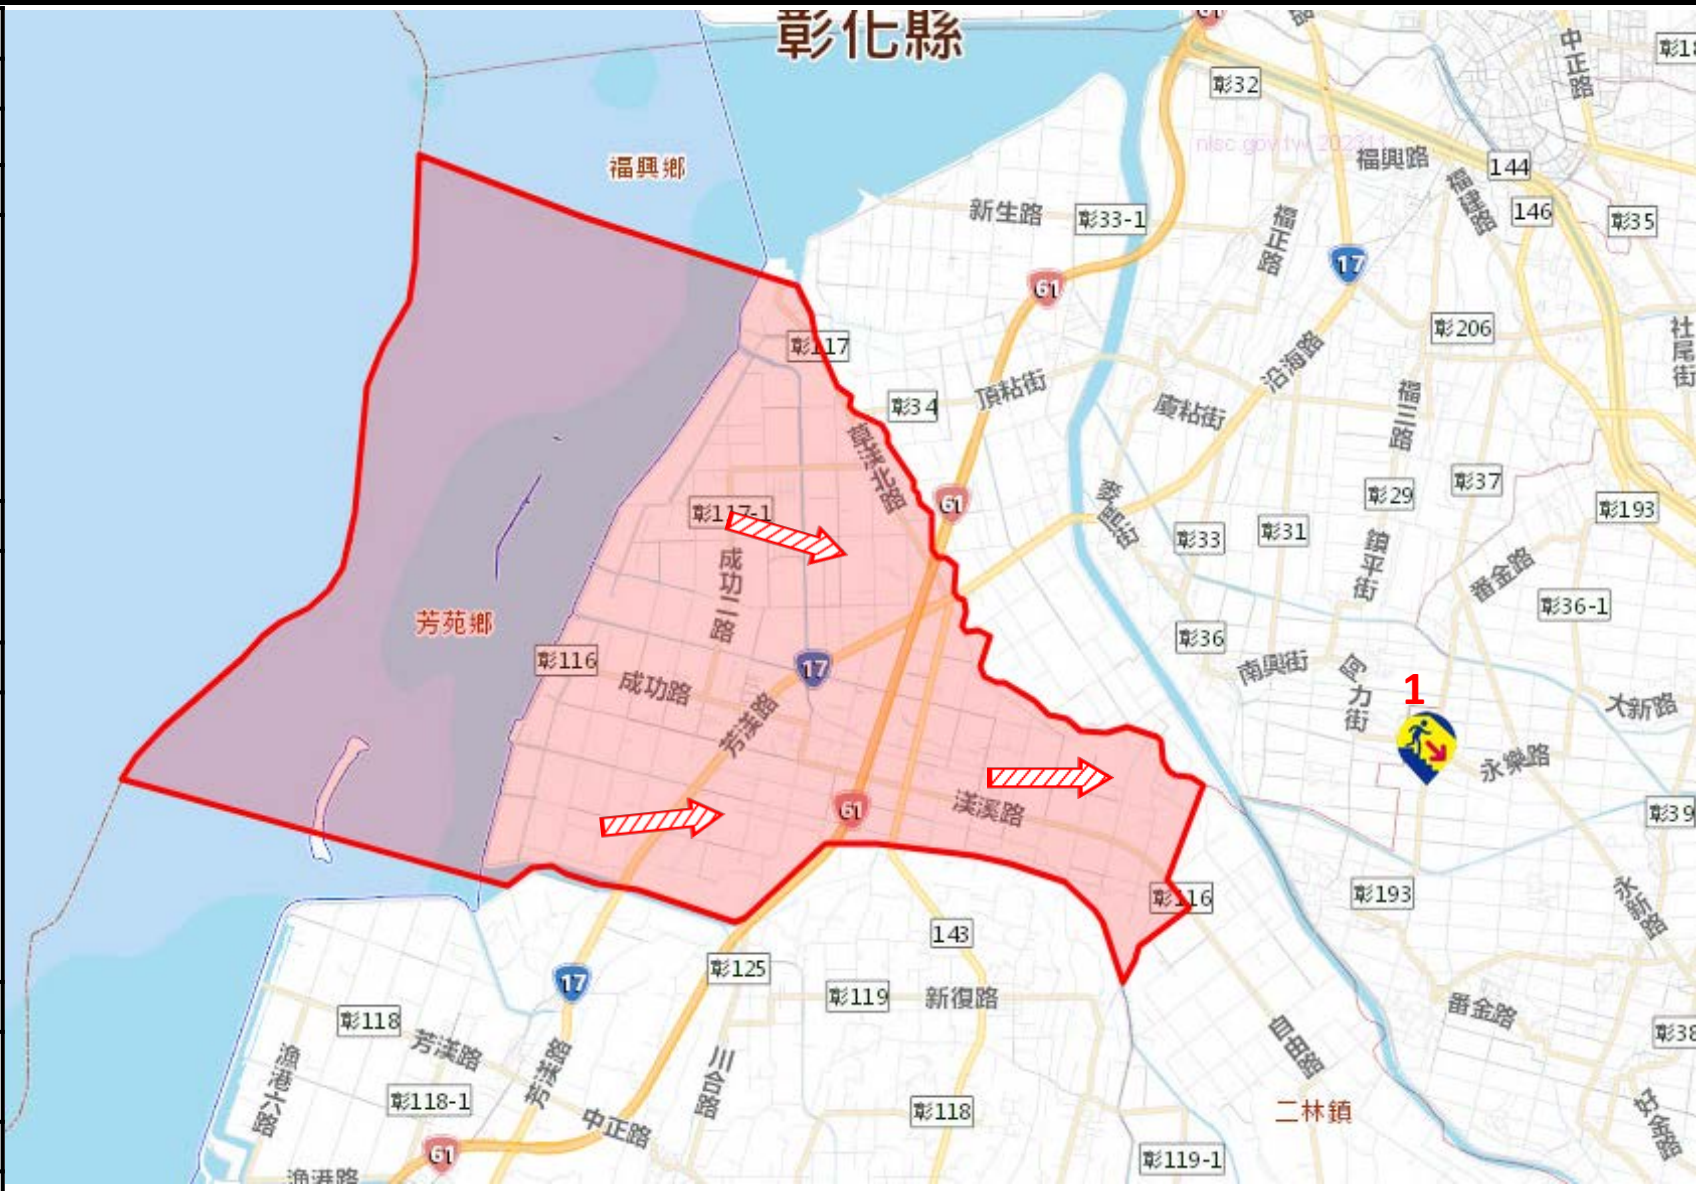 彰化縣
61
中正路
彰32
nlsc.gov.tw 202311
福興鄉
福興路
144
新生路
彰33-1
福正路
福建路
146
彰35
17
61
彰117
彰206
社尾街
沿海路
頂粘街
彰34
廈粘街
福三路
草漢北路
61
彰117-1
彰29
彰37
彰193
彰33
彰31
鎮平街
番金路
成功二路
芳苑鄉
彰36-1
彰36
彰116
17
成功路
南興街
阿力街
1
大新路
永樂路
61
漢溪路
彰39
彰116
彰193
永新路
143
彰125
17
彰119
新復路
番金路
彰118
芳漢路
自由路
彰38
漁港六路
川合路
彰118-1
中正路
彰118
二林鎮
好金路
61
彰119-1
漁港路